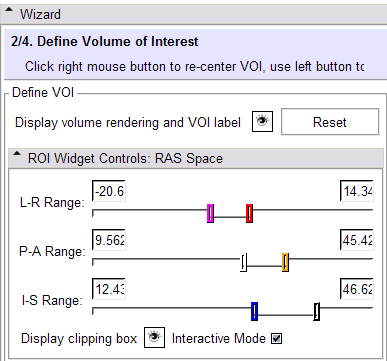 Wizard
2/4. Define Volume of Interest
Click right mouse button to re-center VOI, use left button to
Define VOI
Display volume rendering and VOI label Reset
ROI Widget Controls: RAS Space
L-R Range: -20.6 14.34
P-A Range: 9.562 45.42
I-S Range: 12.43 46.62
Display clipping box Interactive Mode